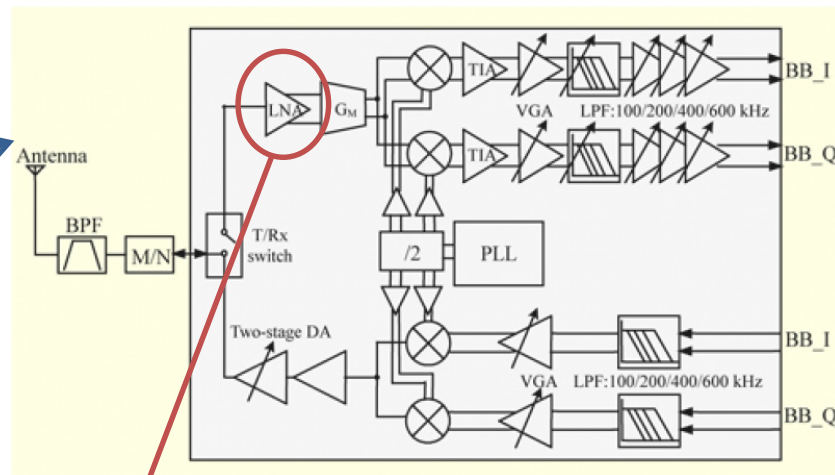 TIA
BB_I
LNA
G_M
VGA LPF:100/200/400/600 kHz
TIA
BB_Q
Antenna
BPF
M/N
T/Rx
switch
/2
PLL
Two-stage DA
BB_I
VGA LPF:100/200/400/600 kHz
BB_Q